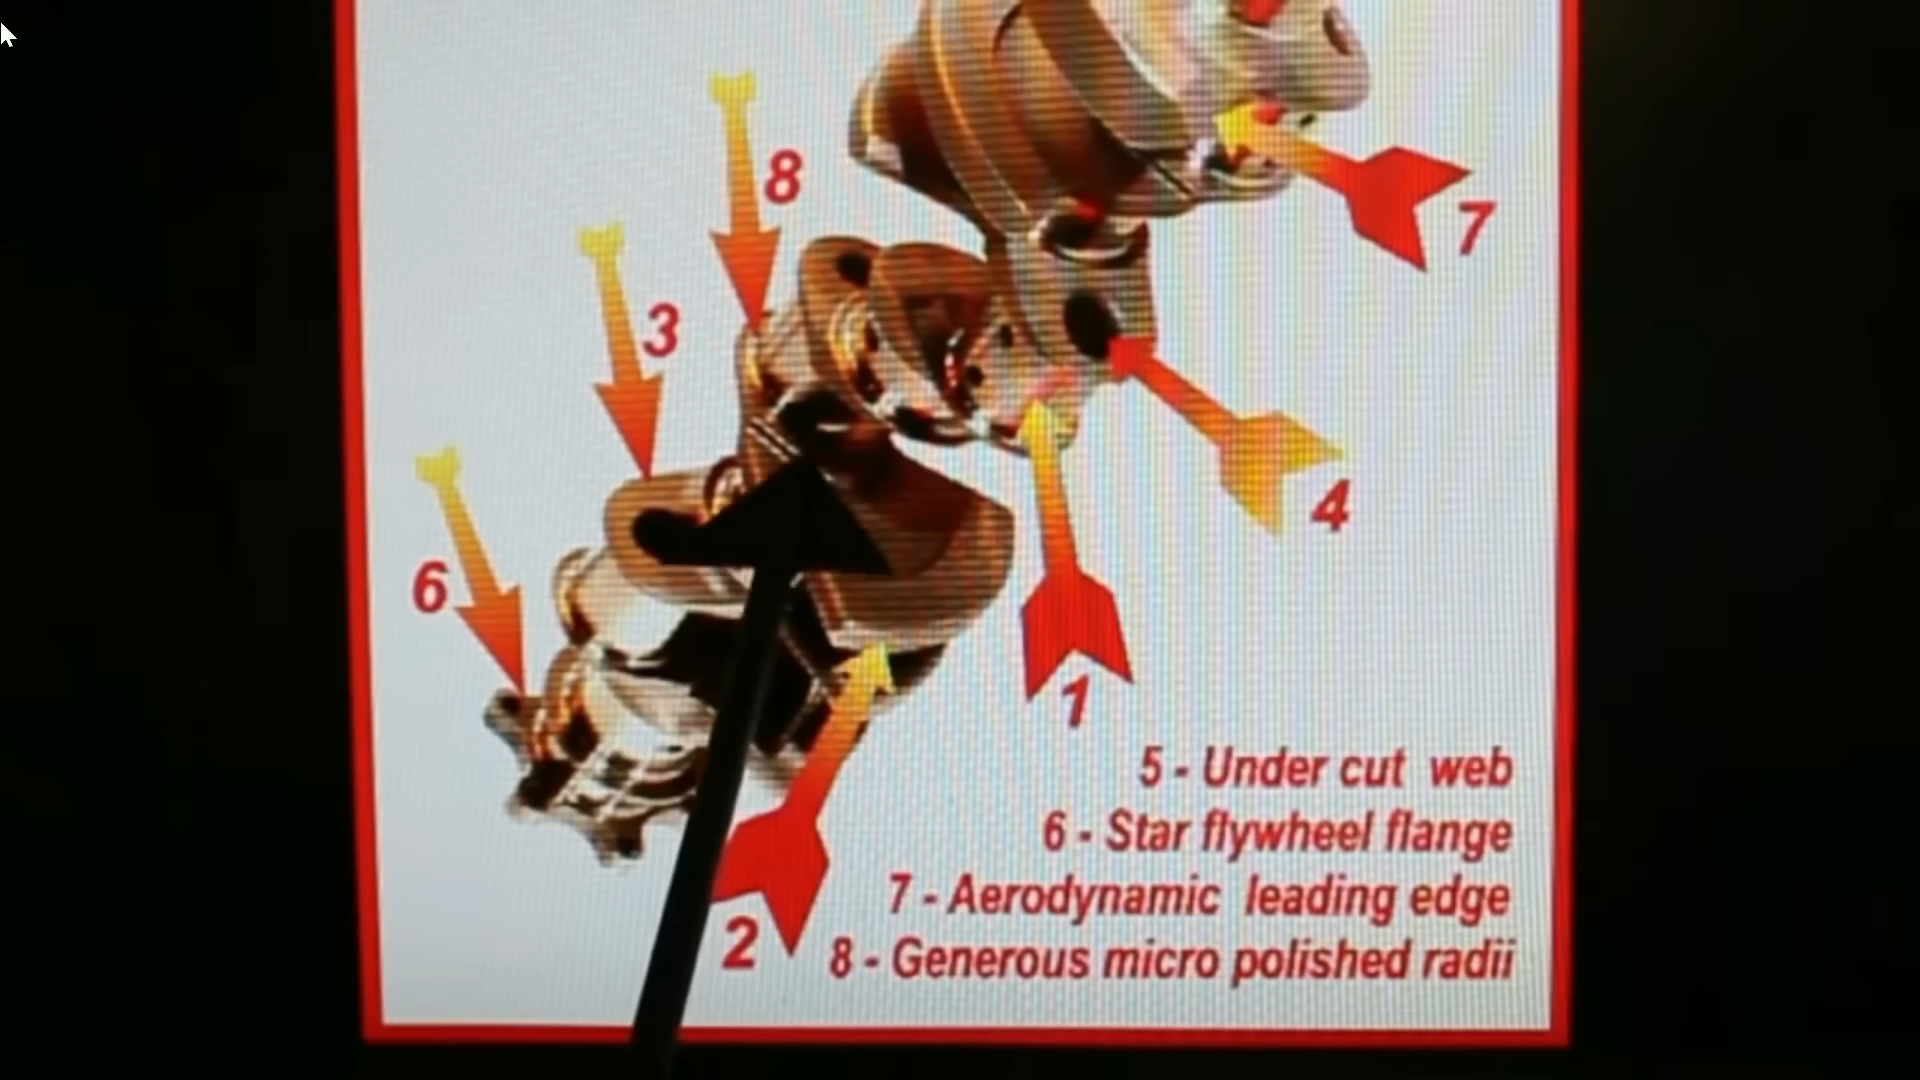 8
7
3
4
6
1
5 - Under cut web
6 - Star flywheel flange
7 - Aerodynamic leading edge
2
8 - Generous micro polished radii